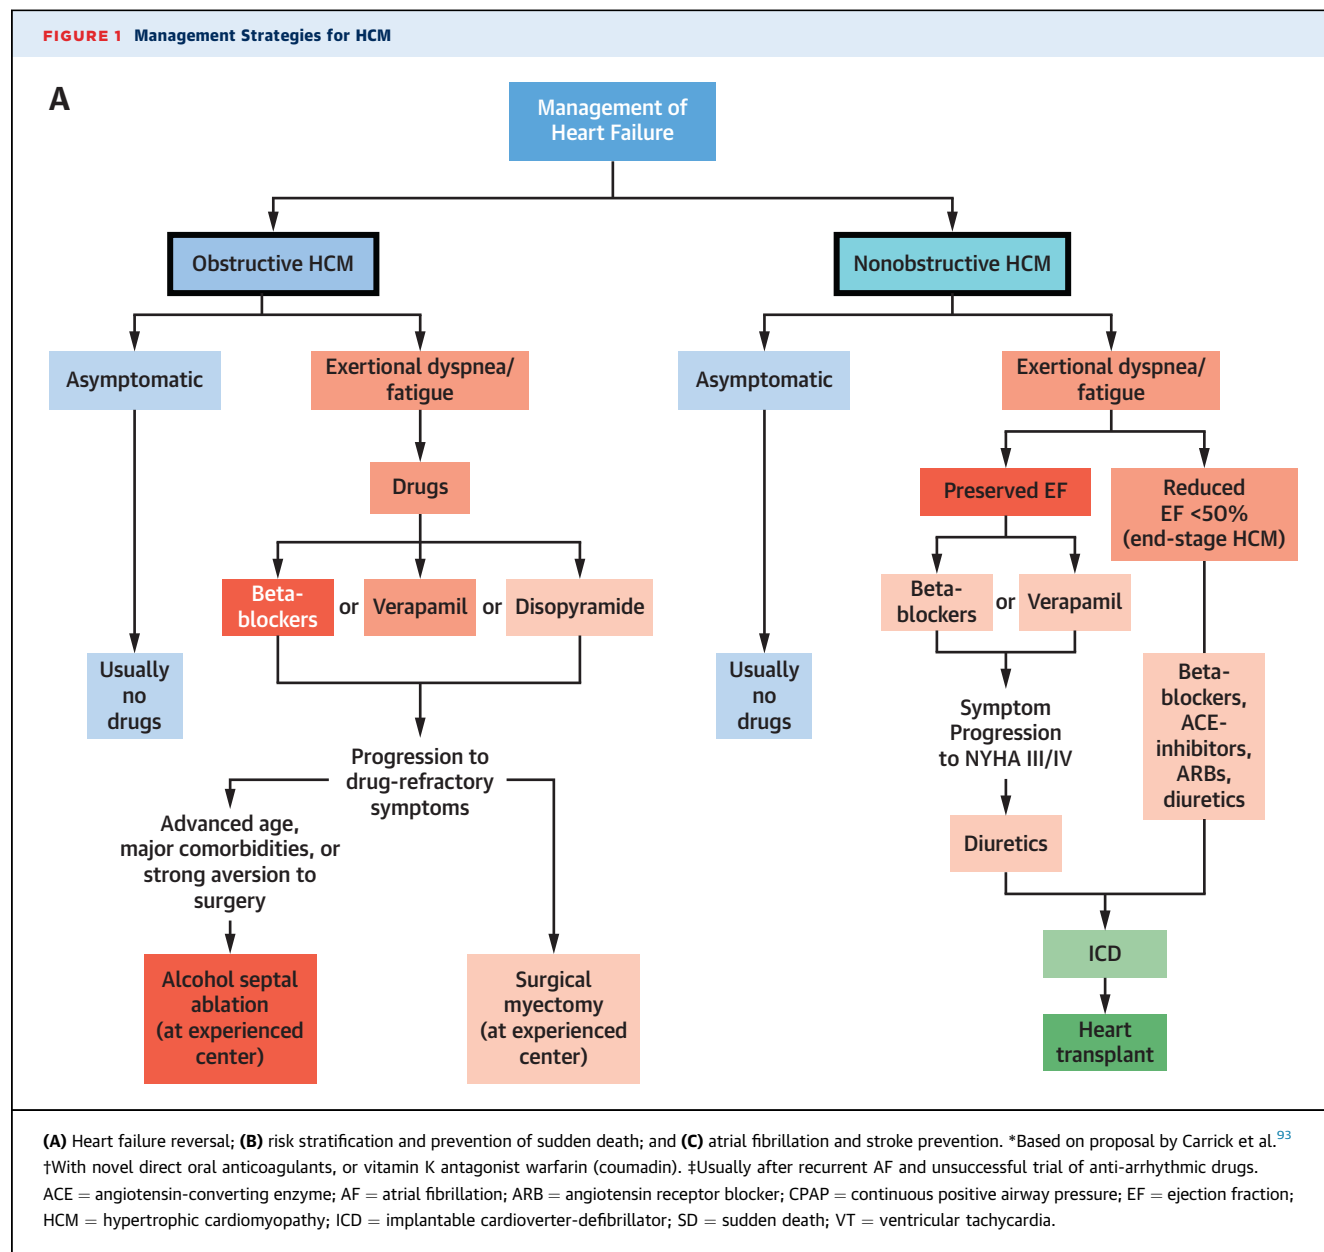 FIGURE 1 Management Strategies for HCM
A
Management of
Heart Failure
Obstructive HCM
Nonobstructive HCM
Asymptomatic
Exertional dyspnea/
fatigue
Asymptomatic
Exertional dyspnea/
fatigue
Drugs
Preserved EF
Reduced
EF <50%
(end-stage HCM)
Beta-
blockers
or
Verapamil
or
Disopyramide
Beta-
blockers
or
Verapamil
Usually
no
drugs
Usually
no
drugs
Beta-
blockers,
ACE-
inhibitors,
ARBs,
diuretics
Symptom
Progression
to NYHA III/IV
Progression to
drug-refractory
symptoms
Advanced age,
major comorbidities, or
strong aversion to
surgery
Diuretics
Alcohol septal
ablation
(at experienced
center)
Surgical
myectomy
(at experienced
center)
ICD
Heart
transplant
(A) Heart failure reversal; (B) risk stratification and prevention of sudden death; and (C) atrial fibrillation and stroke prevention. *Based on proposal by Carrick et al.93
†With novel direct oral anticoagulants, or vitamin K antagonist warfarin (coumadin). ‡Usually after recurrent AF and unsuccessful trial of anti-arrhythmic drugs.
ACE = angiotensin-converting enzyme; AF = atrial fibrillation; ARB = angiotensin receptor blocker; CPAP = continuous positive airway pressure; EF = ejection fraction;
HCM = hypertrophic cardiomyopathy; ICD = implantable cardioverter-defibrillator; SD = sudden death; VT = ventricular tachycardia.